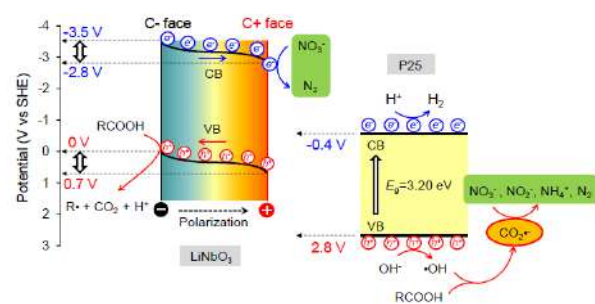 C- face
C+ face
Potential (V vs SHE)
-4
-3
-2
-1
0
1
2
3
-3.5 V
-2.8 V
0 V
0.7 V
CB
VB
e⁻ e⁻ e⁻ e⁻ e⁻ e⁻ e⁻
h⁺ h⁺ h⁺ h⁺ h⁺ h⁺ h⁺
NO₃⁻
N₂
RCOOH
R• + CO₂ + H⁺
−
Polarization
+
LiNbO₃
P25
H⁺
H₂
e⁻ e⁻ e⁻ e⁻ e⁻
-0.4 V
CB
E₉=3.20 eV
VB
2.8 V
h⁺ h⁺ h⁺ h⁺ h⁺
OH⁻
•OH
RCOOH
CO₂•⁻
NO₃⁻, NO₂⁻, NH₄⁺, N₂